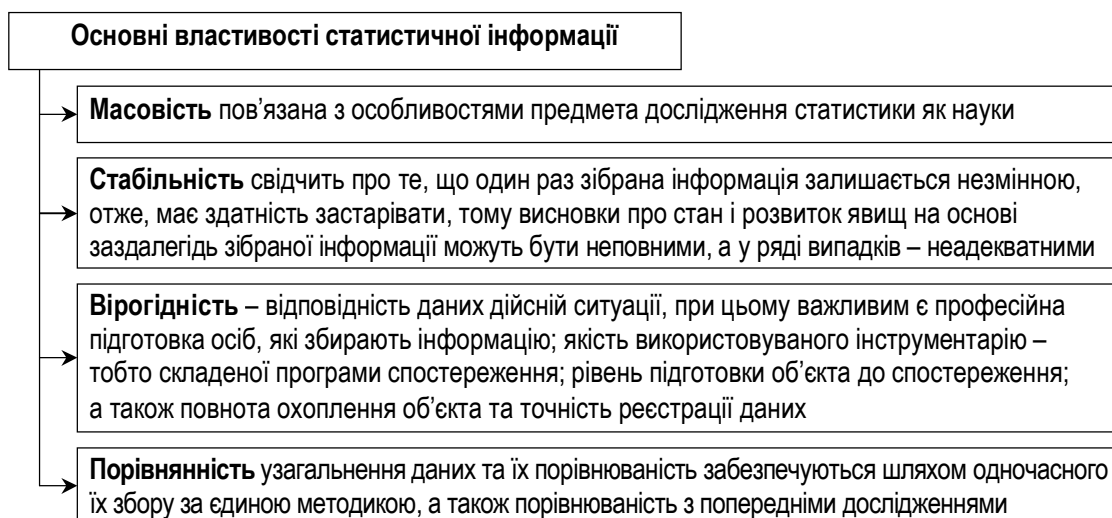 Основні властивості статистичної інформації
Масовість пов’язана з особливостями предмета дослідження статистики як науки
Стабільність свідчить про те, що один раз зібрана інформація залишається незмінною,
отже, має здатність застарівати, тому висновки про стан і розвиток явищ на основі
заздалегідь зібраної інформації можуть бути неповними, а у ряді випадків – неадекватними
Вірогідність – відповідність даних дійсній ситуації, при цьому важливим є професійна
підготовка осіб, які збирають інформацію; якість використовуваного інструментарію –
тобто складеної програми спостереження; рівень підготовки об’єкта до спостереження;
а також повнота охоплення об’єкта та точність реєстрації даних
Порівнянність узагальнення даних та їх порівнюваність забезпечуються шляхом одночасного
їх збору за єдиною методикою, а також порівнюваність з попередніми дослідженнями